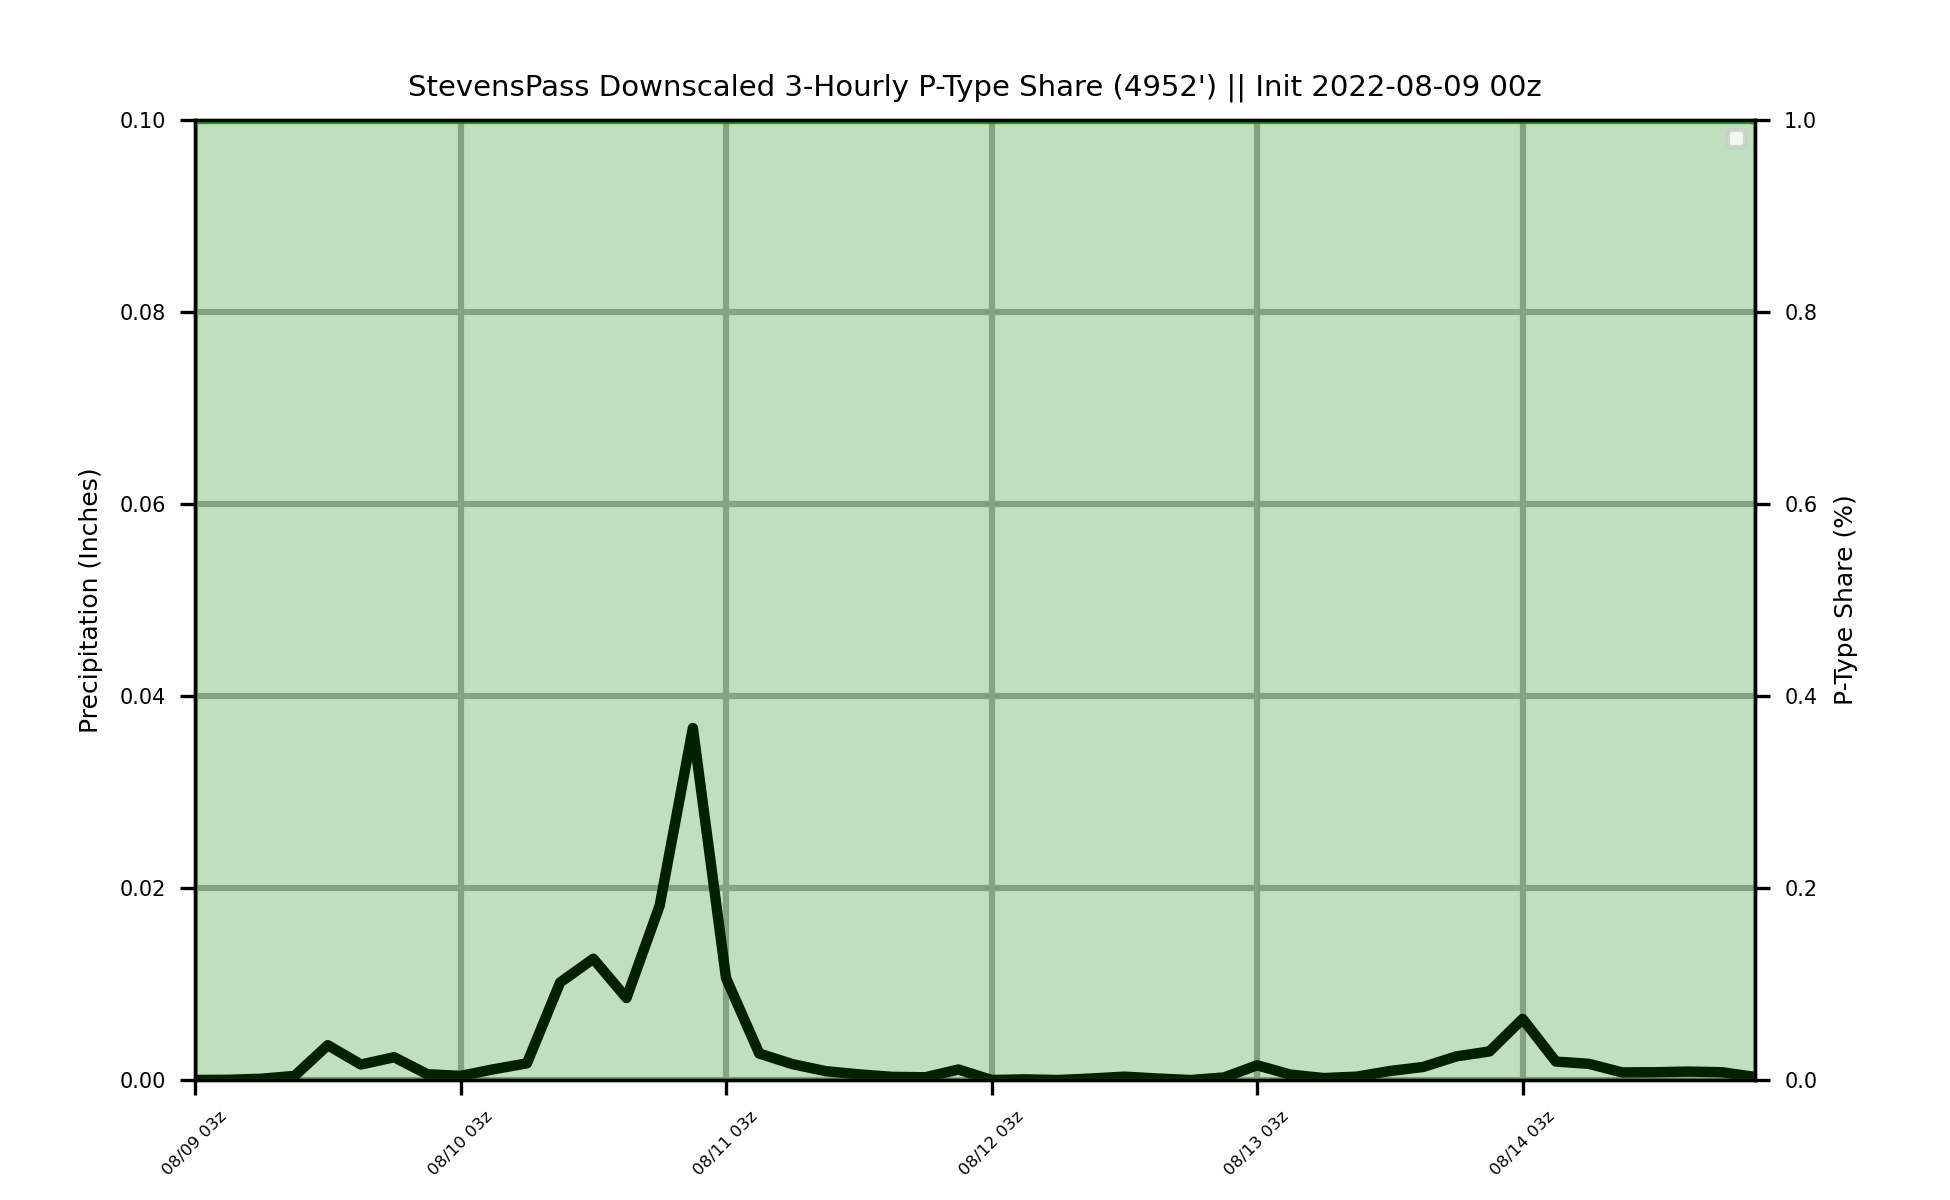 StevensPass Downscaled 3-Hourly P-Type Share (4952') || Init 2022-08-09 00z
0.10
0.08
0.06
0.04
0.02
0.00
Precipitation (Inches)
1.0
0.8
0.6
0.4
0.2
0.0
P-Type Share (%)
08/09 03z
08/10 03z
08/11 03z
08/12 03z
08/13 03z
08/14 03z